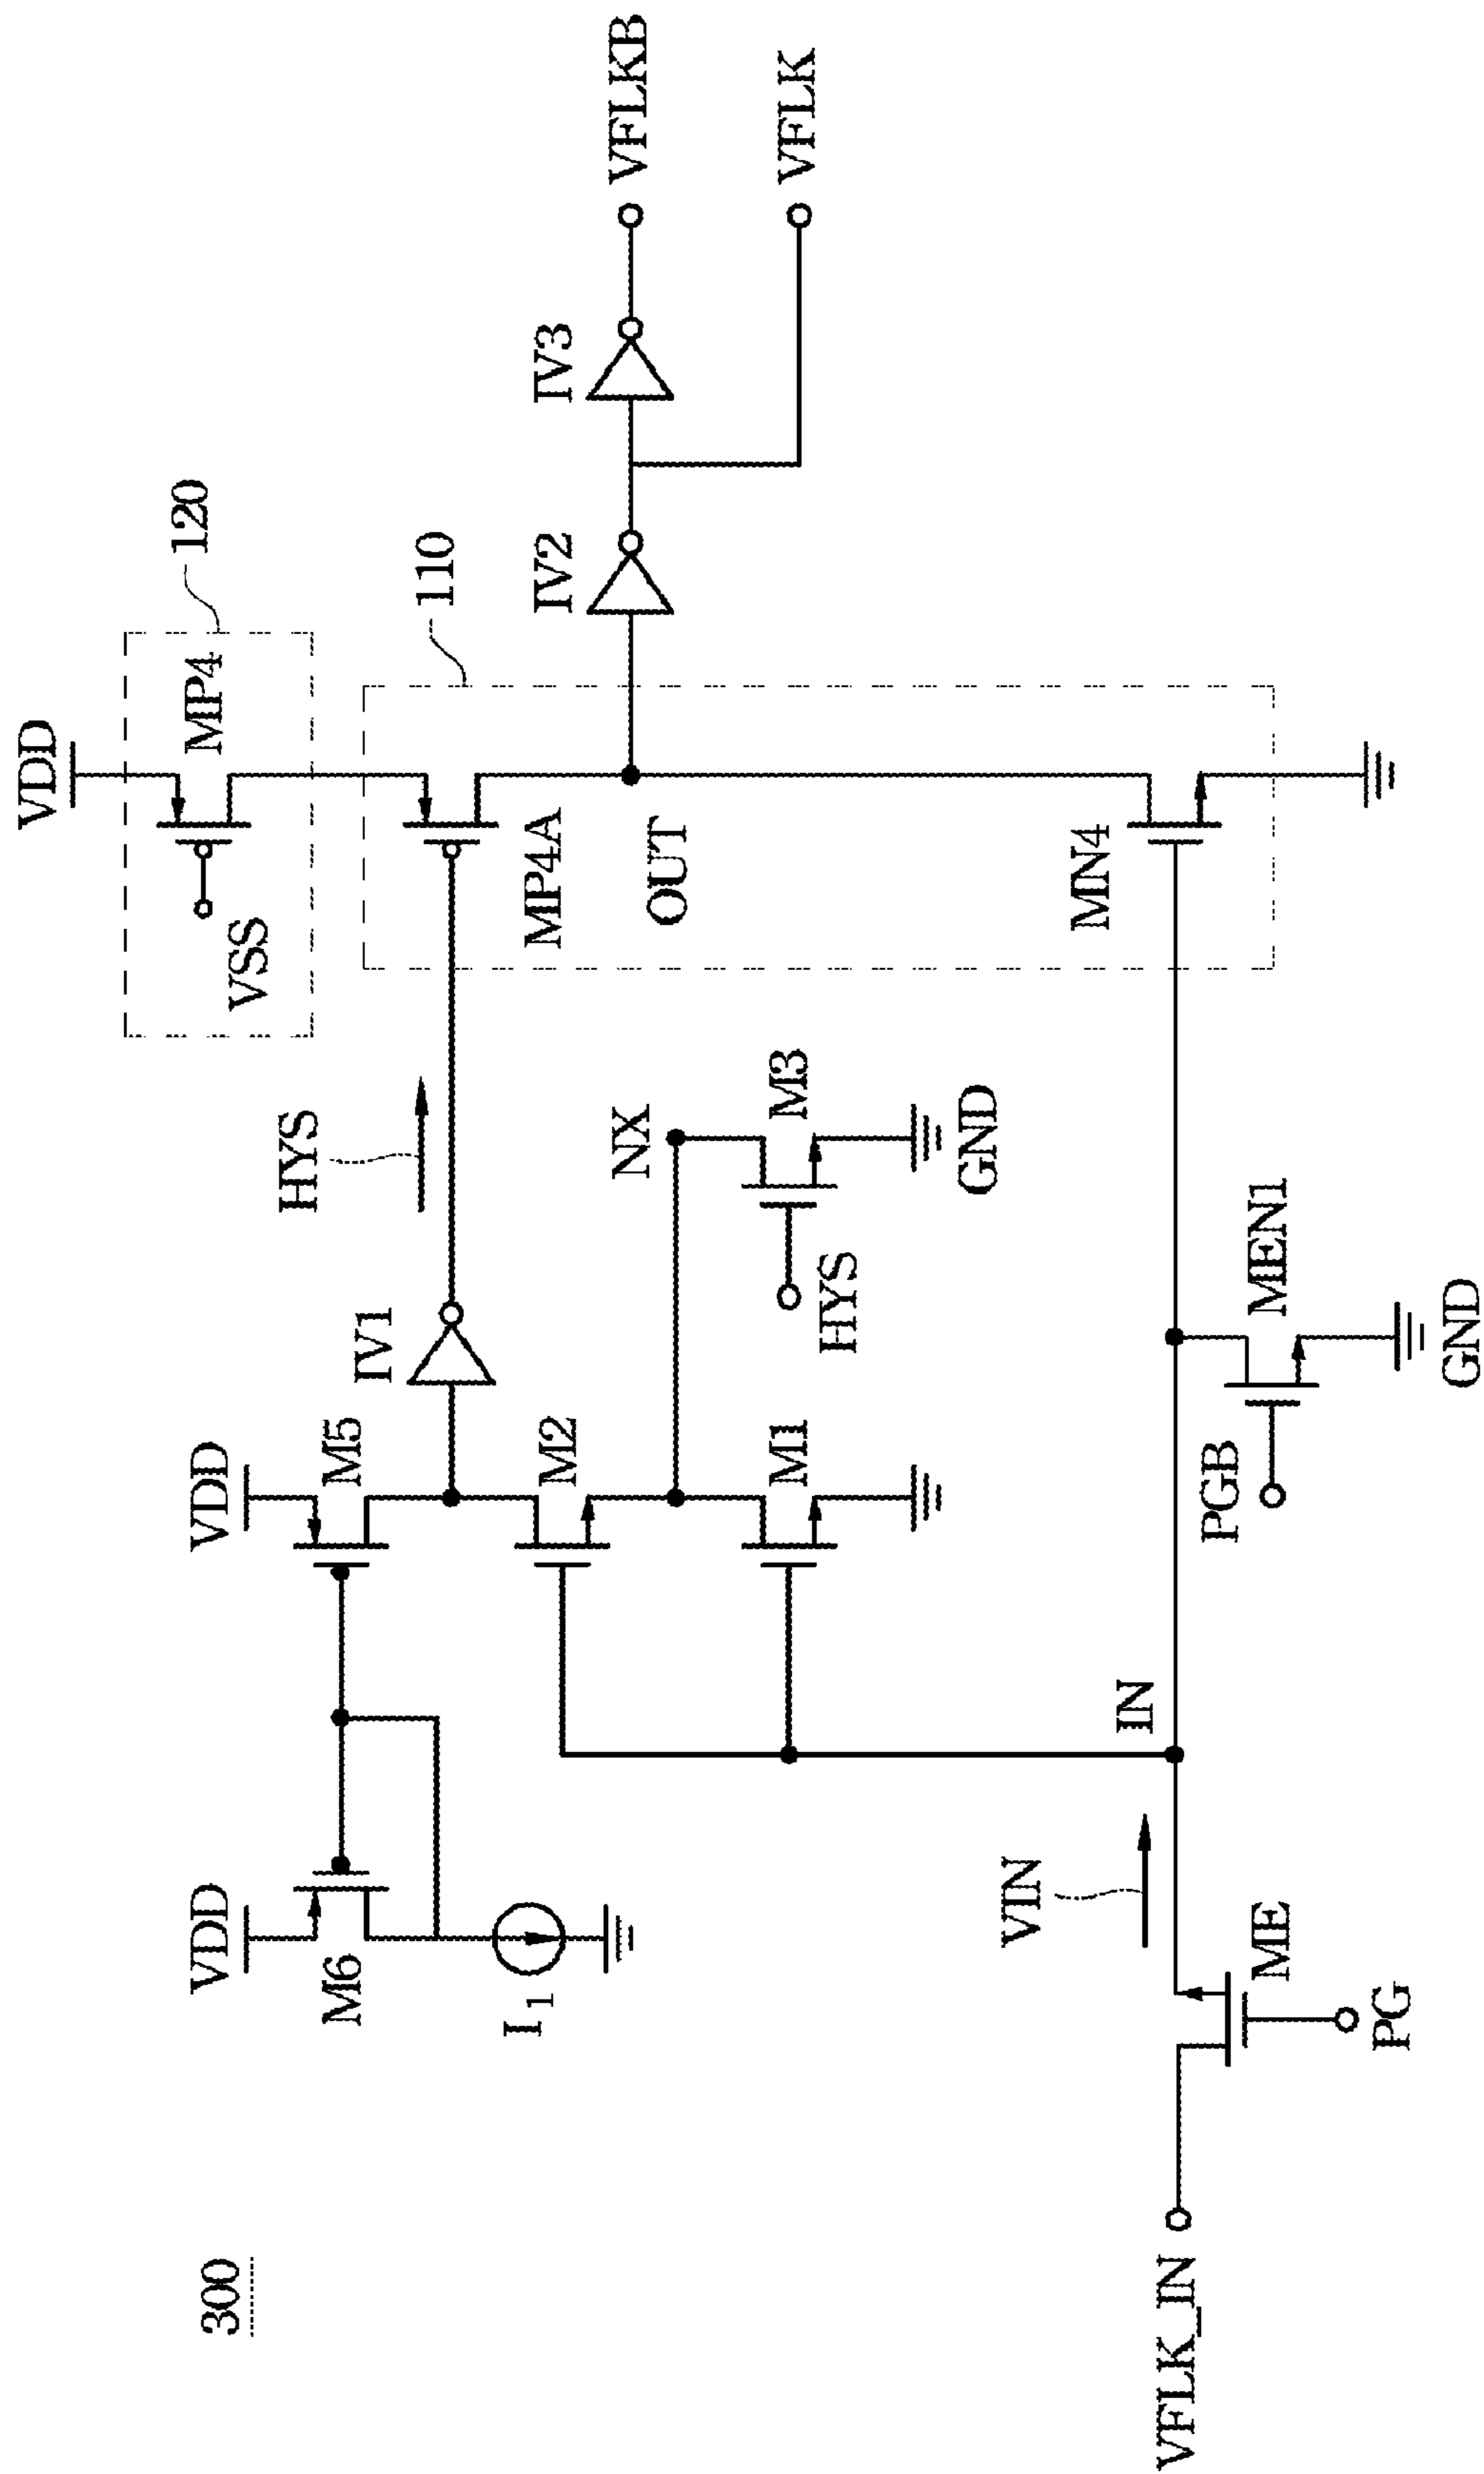 300
VFLK_IN
VDD
M6
I1
VIN
ME
PG
IN
VDD
M5
M2
M1
IV1
HYS
NX
M3
HYS
GND
PGB
MEN1
GND
VDD
MP4
120
VSS
110
MP4A
OUT
MN4
IV2
IV3
VFLKB
VFLK